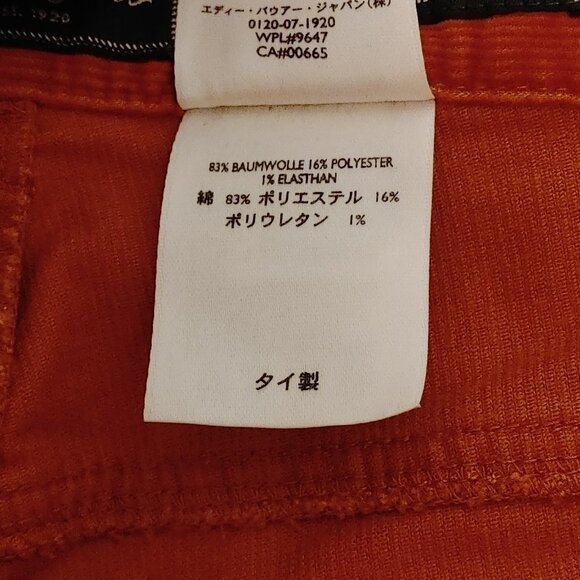 EST. 1920
エディー・バウアー・ジャパン(株)
0120-07-1920
WPL#9647
CA#00665
83% BAUMWOLLE 16% POLYESTER
1% ELASTHAN
綿 83% ポリエステル 16%
ポリウレタン 1%
タイ製